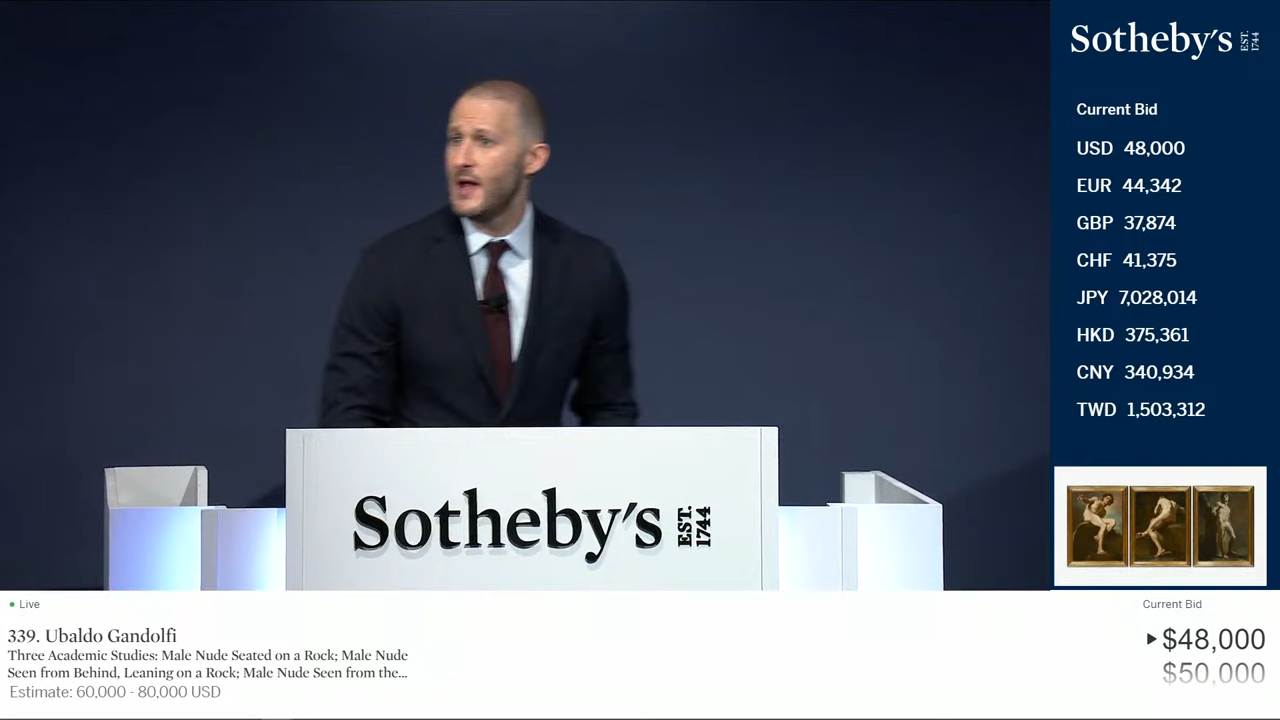 Sotheby's EST. 1744
Current Bid
USD 48,000
EUR 44,342
GBP 37,874
CHF 41,375
JPY 7,028,014
HKD 375,361
CNY 340,934
TWD 1,503,312
Sotheby's EST. 1744
Live
339. Ubaldo Gandolfi
Three Academic Studies: Male Nude Seated on a Rock; Male Nude
Seen from Behind, Leaning on a Rock; Male Nude Seen from the...
Estimate: 60,000 - 80,000 USD
Current Bid
$48,000
$50,000